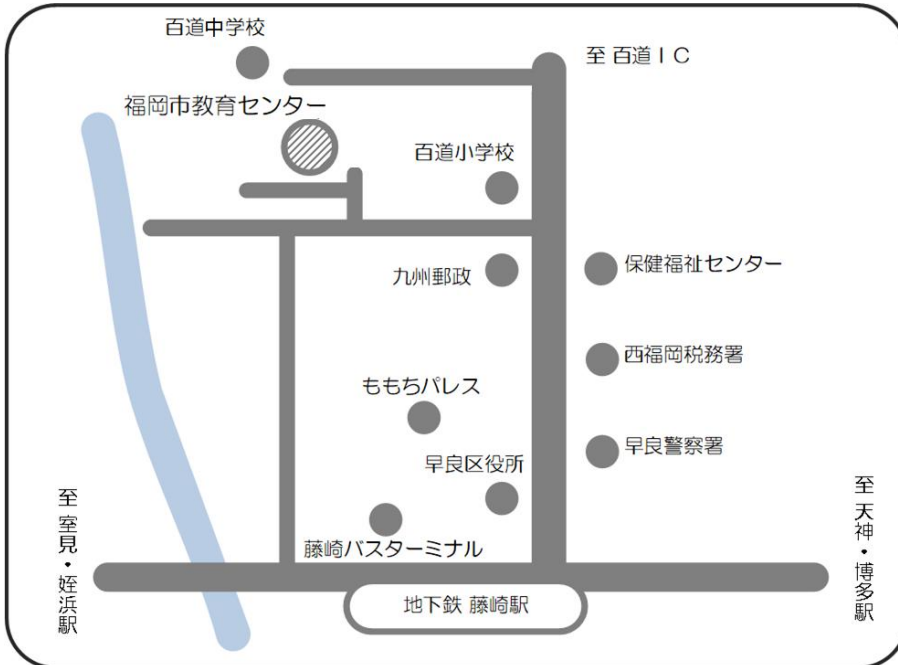 百道中学校
至 百道ＩＣ
福岡市教育センター
百道小学校
九州郵政
保健福祉センター
西福岡税務署
ももちパレス
早良警察署
早良区役所
藤崎バスターミナル
至 室見・姪浜駅
至 天神・博多駅
地下鉄 藤崎駅